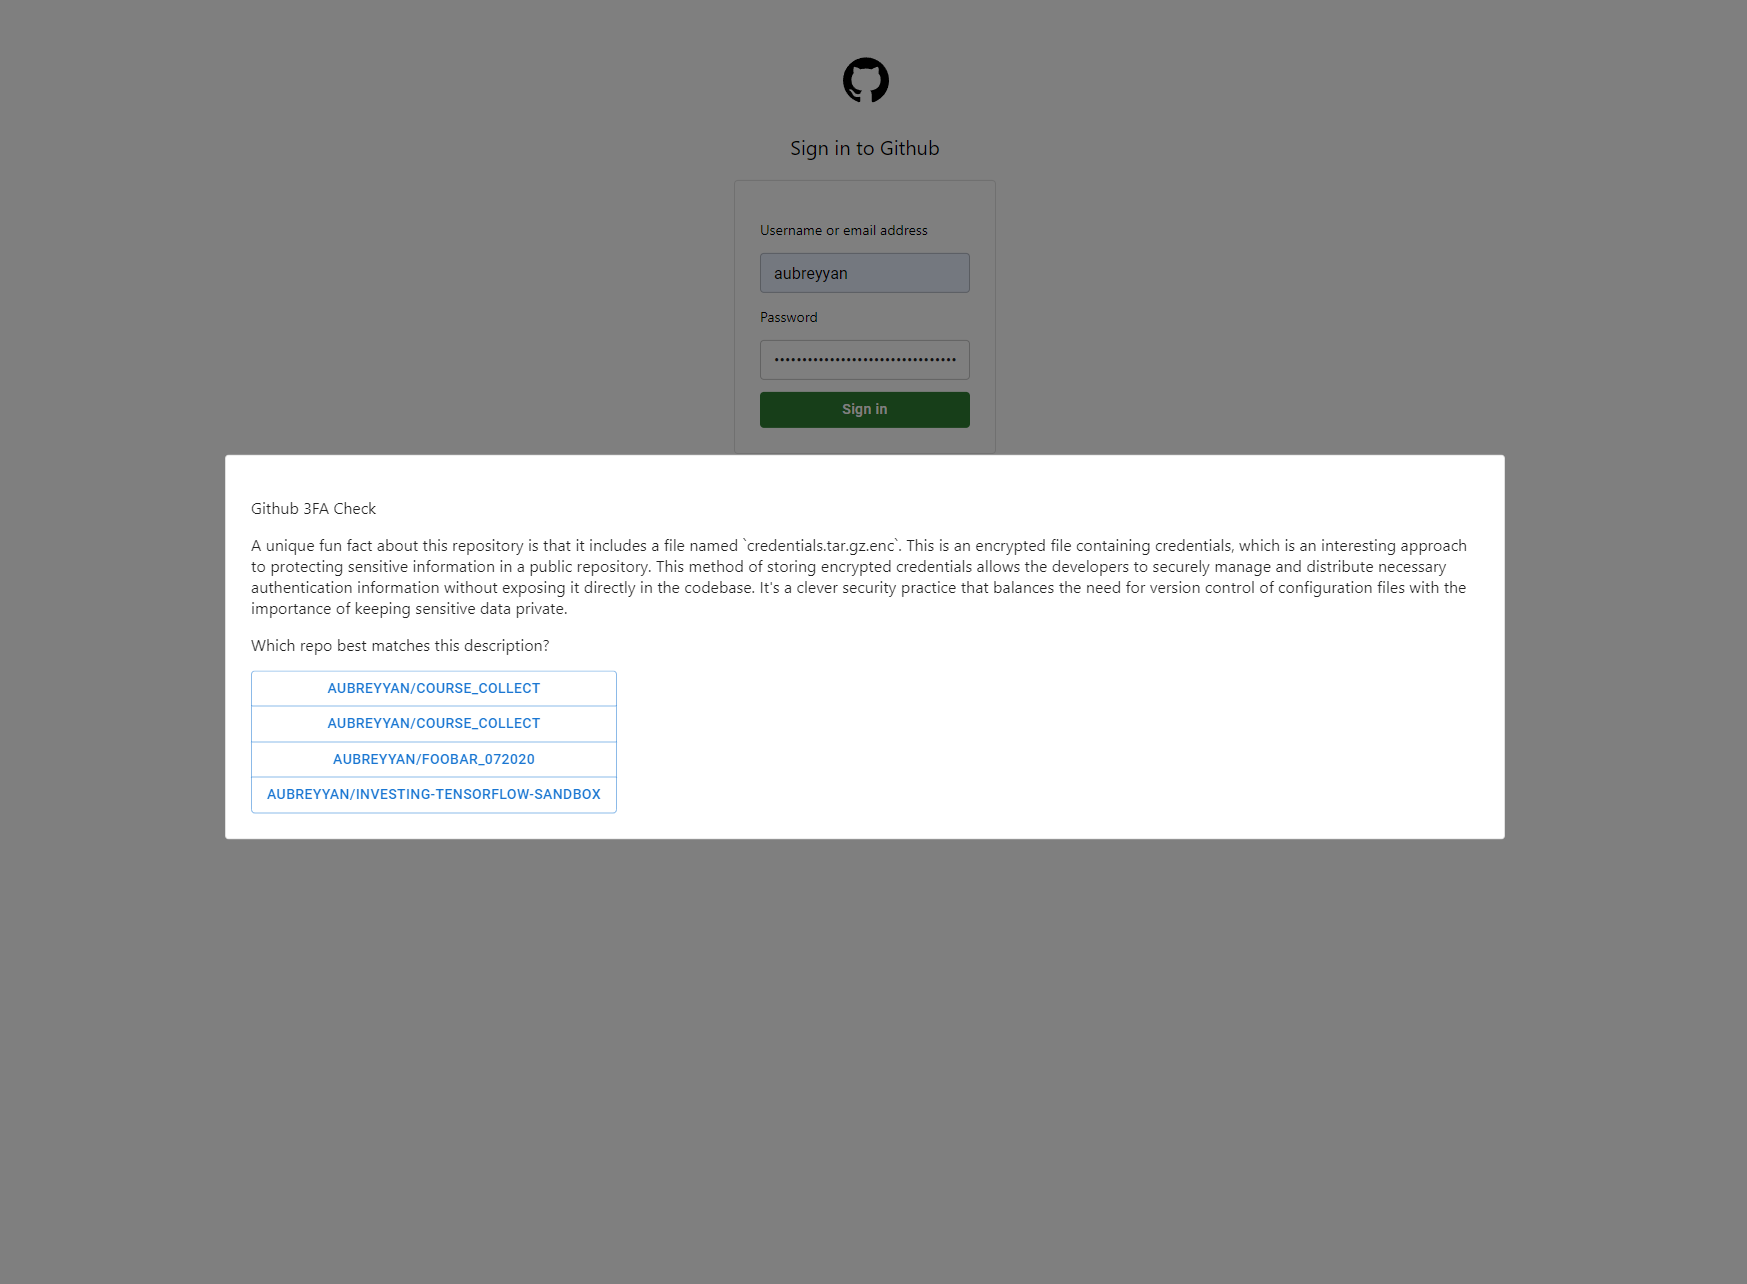 Sign in to Github
Username or email address
aubreyyan
Password
Sign in
Github 3FA Check
A unique fun fact about this repository is that it includes a file named `credentials.tar.gz.enc`. This is an encrypted file containing credentials, which is an interesting approach
to protecting sensitive information in a public repository. This method of storing encrypted credentials allows the developers to securely manage and distribute necessary
authentication information without exposing it directly in the codebase. It's a clever security practice that balances the need for version control of configuration files with the
importance of keeping sensitive data private.
Which repo best matches this description?
AUBREYYAN/COURSE_COLLECT
AUBREYYAN/COURSE_COLLECT
AUBREYYAN/FOOBAR_072020
AUBREYYAN/INVESTING-TENSORFLOW-SANDBOX